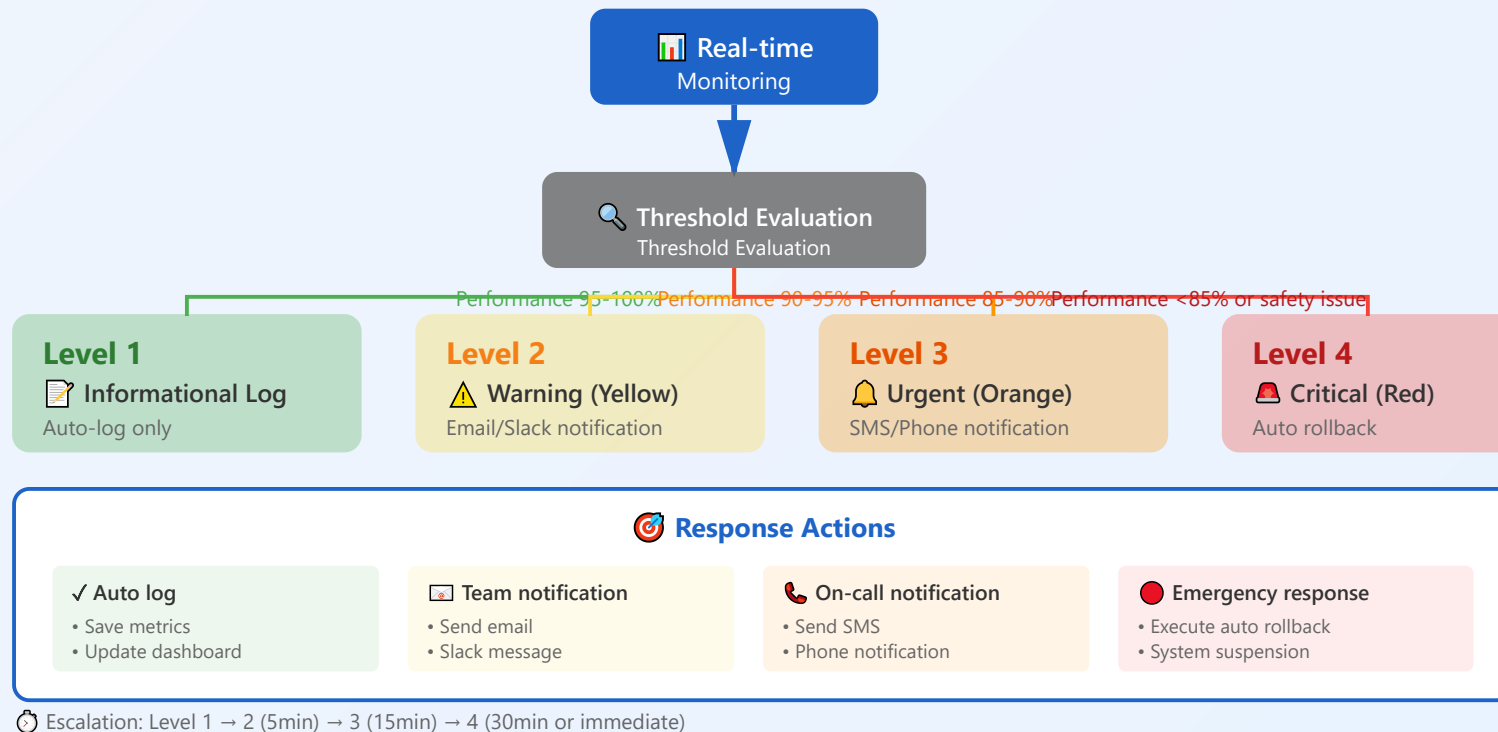 Real-time
Monitoring
Threshold Evaluation
Threshold Evaluation
Performance 95-100%
Performance 90-95%
Performance 85-90%
Performance <85% or safety issue
Level 1
Informational Log
Auto-log only
Level 2
Warning (Yellow)
Email/Slack notification
Level 3
Urgent (Orange)
SMS/Phone notification
Level 4
Critical (Red)
Auto rollback
Response Actions
✓ Auto log
• Save metrics
• Update dashboard
Team notification
• Send email
• Slack message
On-call notification
• Send SMS
• Phone notification
Emergency response
• Execute auto rollback
• System suspension
Escalation: Level 1 → 2 (5min) → 3 (15min) → 4 (30min or immediate)